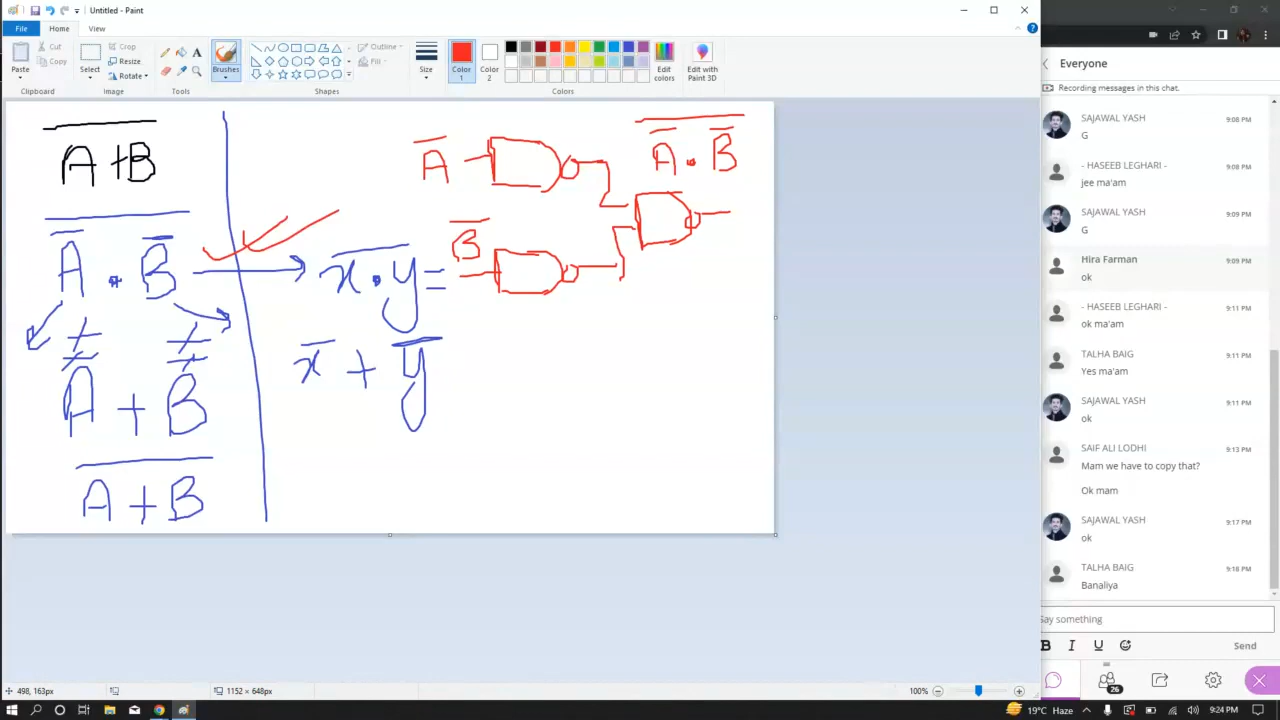 Untitled - Paint
File Home View
Paste Cut Copy Clipboard
Select Crop Resize Rotate Image
Tools
Brushes
Shapes Outline Fill
Size
Color 1 Color 2 Edit colors Colors
Edit with Paint 3D
A̅+̅B̅
A̅ . B̅
A + B
A̅+̅B̅
x . y =
x̅ + y̅
A̅
B̅
A̅ . B̅
Everyone
Recording messages in this chat.
SAJAWAL YASH 9:08 PM
G
- HASEEB LEGHARI - 9:08 PM
jee ma'am
SAJAWAL YASH 9:09 PM
G
Hira Farman 9:09 PM
ok
- HASEEB LEGHARI - 9:11 PM
ok ma'am
TALHA BAIG 9:11 PM
Yes ma'am
SAJAWAL YASH 9:11 PM
ok
SAIF ALI LODHI 9:13 PM
Mam we have to copy that?
Ok mam
SAJAWAL YASH 9:17 PM
ok
TALHA BAIG 9:18 PM
Banaliya
Say something
B I U Send
26
498, 163px 1152 × 648px 100%
19°C Haze 9:24 PM